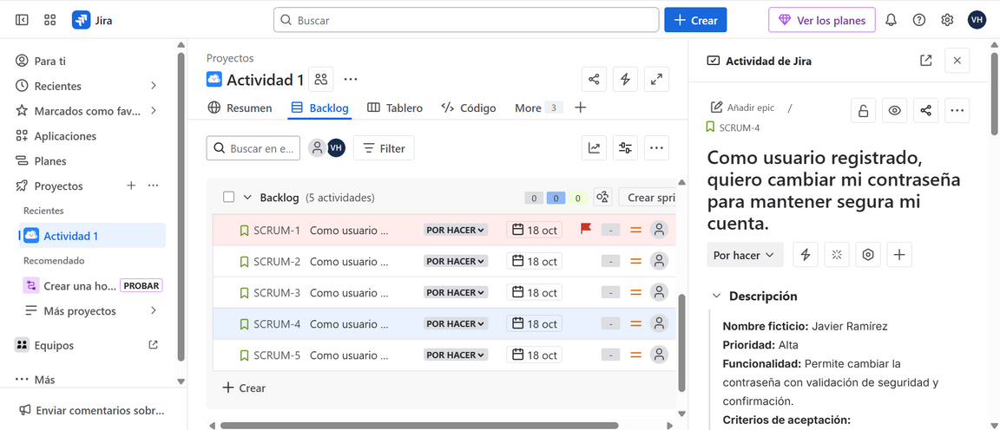 Jira
Buscar
Crear
Ver los planes
VH
Para ti
Recientes
Marcados como fav...
Aplicaciones
Planes
Proyectos
Recientes
Actividad 1
Recomendado
Crear una ho...
PROBAR
Más proyectos
Equipos
Más
Enviar comentarios sobr...
Proyectos
Actividad 1
Resumen
Backlog
Tablero
Código
More 3
Buscar en e...
VH
Filter
Backlog (5 actividades)
0 0 0
Crear spri
SCRUM-1 Como usuario ... POR HACER 18 oct -
SCRUM-2 Como usuario ... POR HACER 18 oct -
SCRUM-3 Como usuario ... POR HACER 18 oct -
SCRUM-4 Como usuario ... POR HACER 18 oct -
SCRUM-5 Como usuario ... POR HACER 18 oct -
Crear
Actividad de Jira
Añadir epic /
SCRUM-4
Como usuario registrado,
quiero cambiar mi contraseña
para mantener segura mi
cuenta.
Por hacer
Descripción
Nombre ficticio: Javier Ramírez
Prioridad: Alta
Funcionalidad: Permite cambiar la
contraseña con validación de seguridad y
confirmación.
Criterios de aceptación: